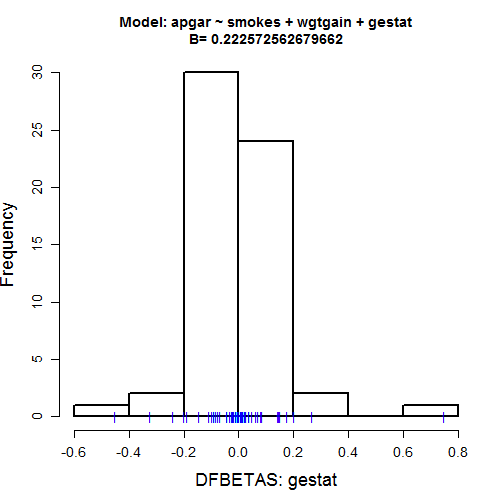 Model: apgar ~ smokes + wgtgain + gestat
B= 0.222572562679662
Frequency
30
25
20
15
10
5
0
-0.6 -0.4 -0.2 0.0 0.2 0.4 0.6 0.8
DFBETAS: gestat